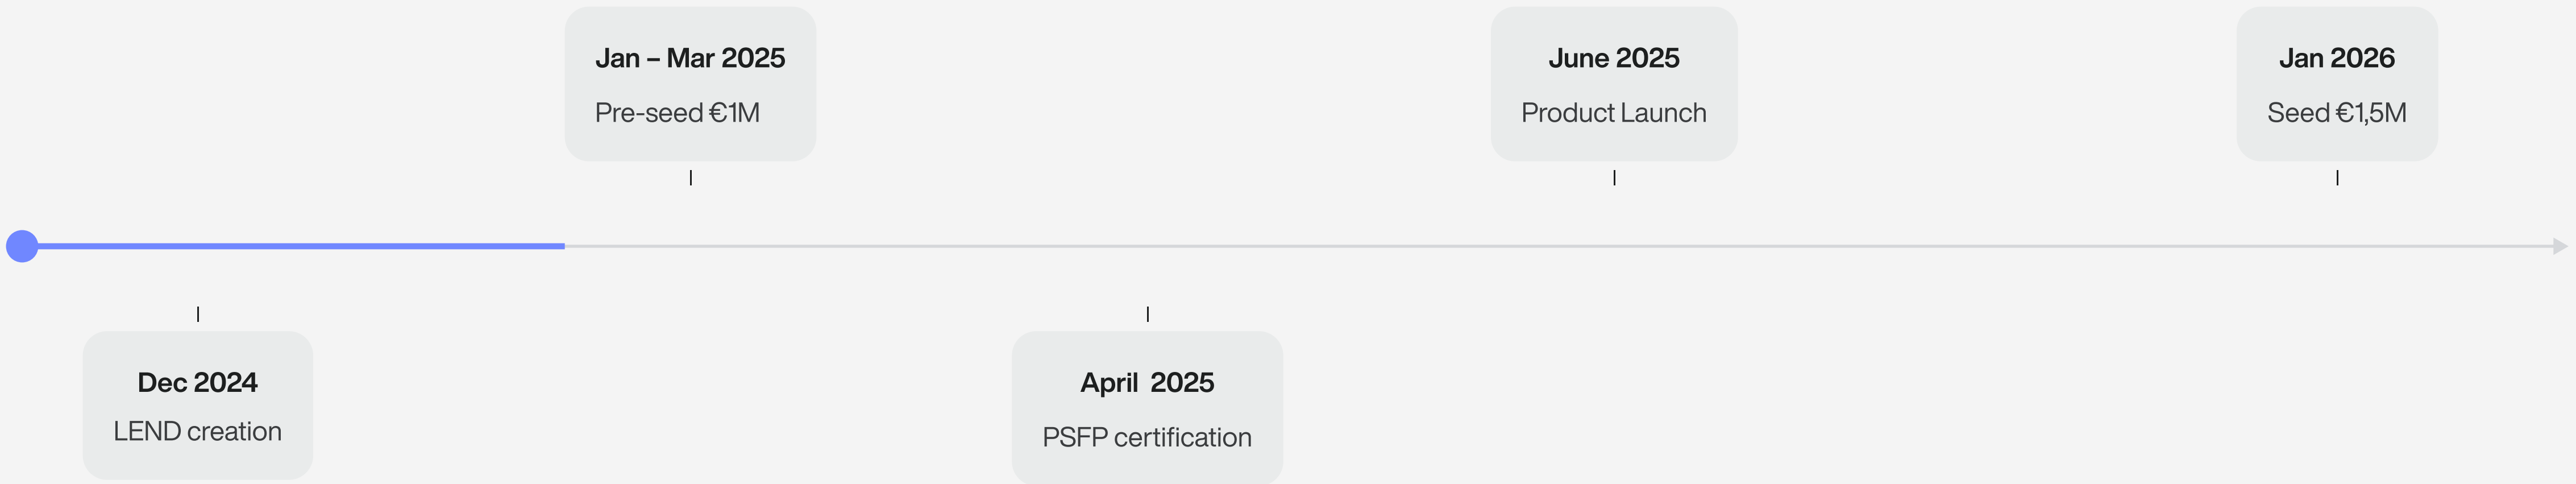 Jan – Mar 2025
Pre-seed €1M
June 2025
Product Launch
Jan 2026
Seed €1,5M
Dec 2024
LEND creation
April 2025
PSFP certification